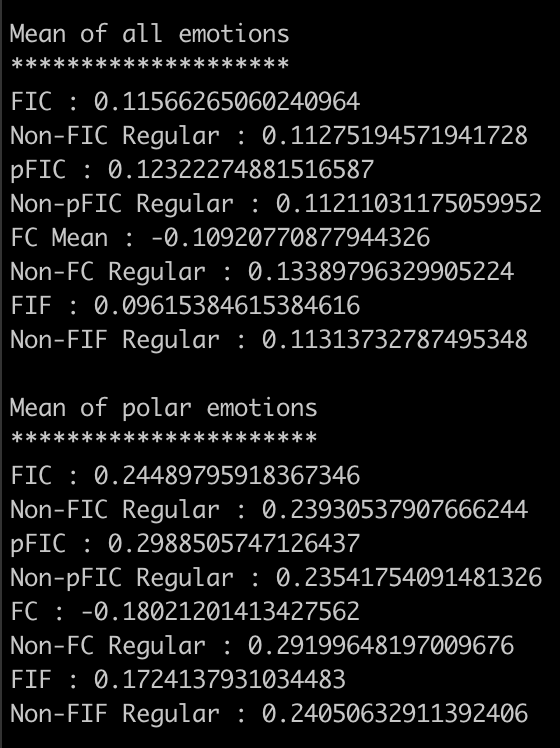 Mean of all emotions
********************
FIC : 0.11566265060240964
Non-FIC Regular : 0.11275194571941728
pFIC : 0.12322274881516587
Non-pFIC Regular : 0.11211031175059952
FC Mean : -0.10920770877944326
Non-FC Regular : 0.13389796329905224
FIF : 0.09615384615384616
Non-FIF Regular : 0.11313732787495348
Mean of polar emotions
**********************
FIC : 0.24489795918367346
Non-FIC Regular : 0.23930537907666244
pFIC : 0.2988505747126437
Non-pFIC Regular : 0.23541754091481326
FC : -0.18021201413427562
Non-FC Regular : 0.29199648197009676
FIF : 0.1724137931034483
Non-FIF Regular : 0.24050632911392406